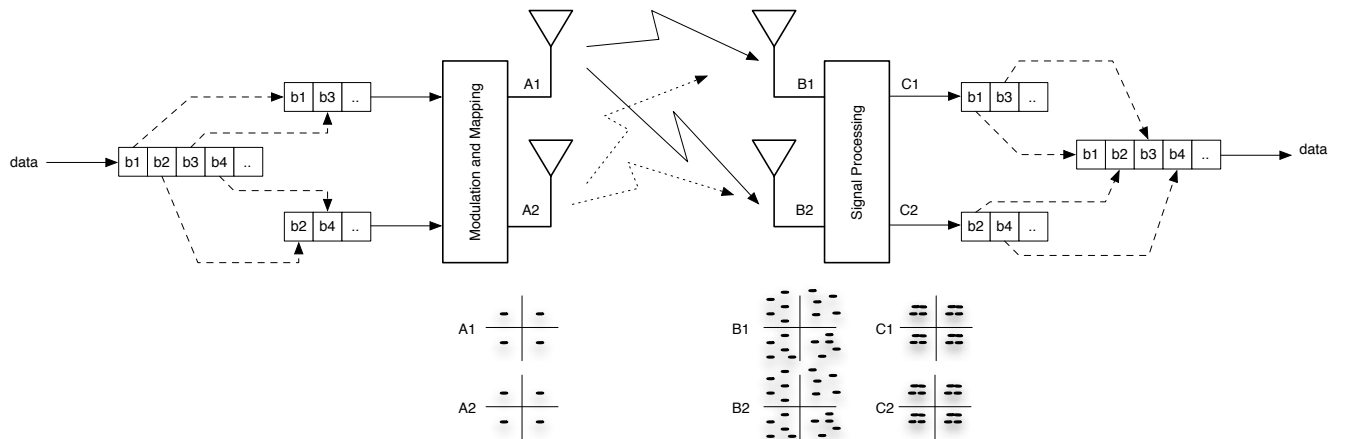 data
b1 b2 b3 b4 ..
b1 b3 ..
b2 b4 ..
Modulation and Mapping
A1
A2
B1
B2
Signal Processing
C1
C2
b1 b3 ..
b2 b4 ..
b1 b2 b3 b4 ..
data
A1
B1
C1
A2
B2
C2